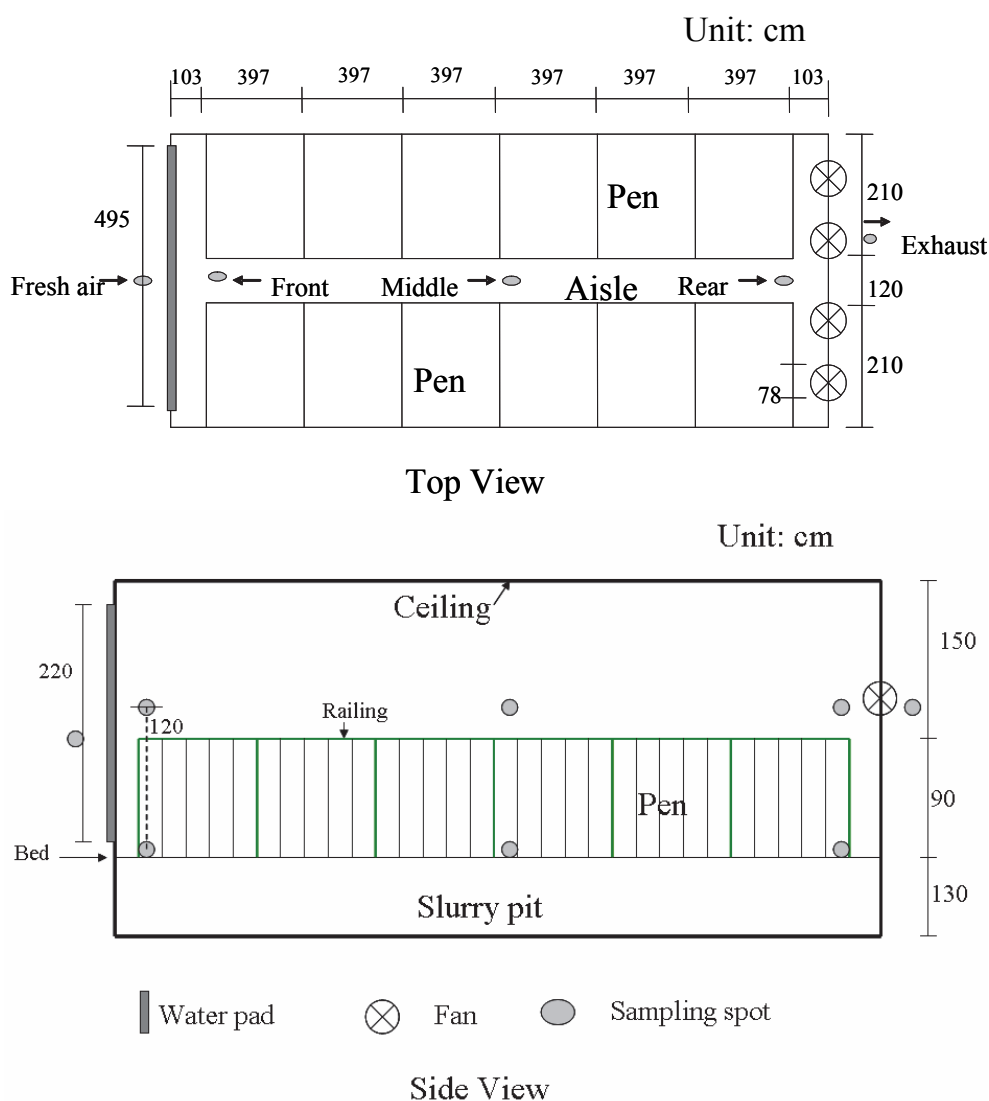 Unit: cm
103 397 397 397 397 397 397 103
495
Pen
210
Exhaust
Fresh air
Front
Middle
Aisle
Rear
120
Pen
78
210
Top View
Unit: cm
Ceiling
150
220
120
Railing
Pen
90
Bed
Slurry pit
130
Water pad
Fan
Sampling spot
Side View